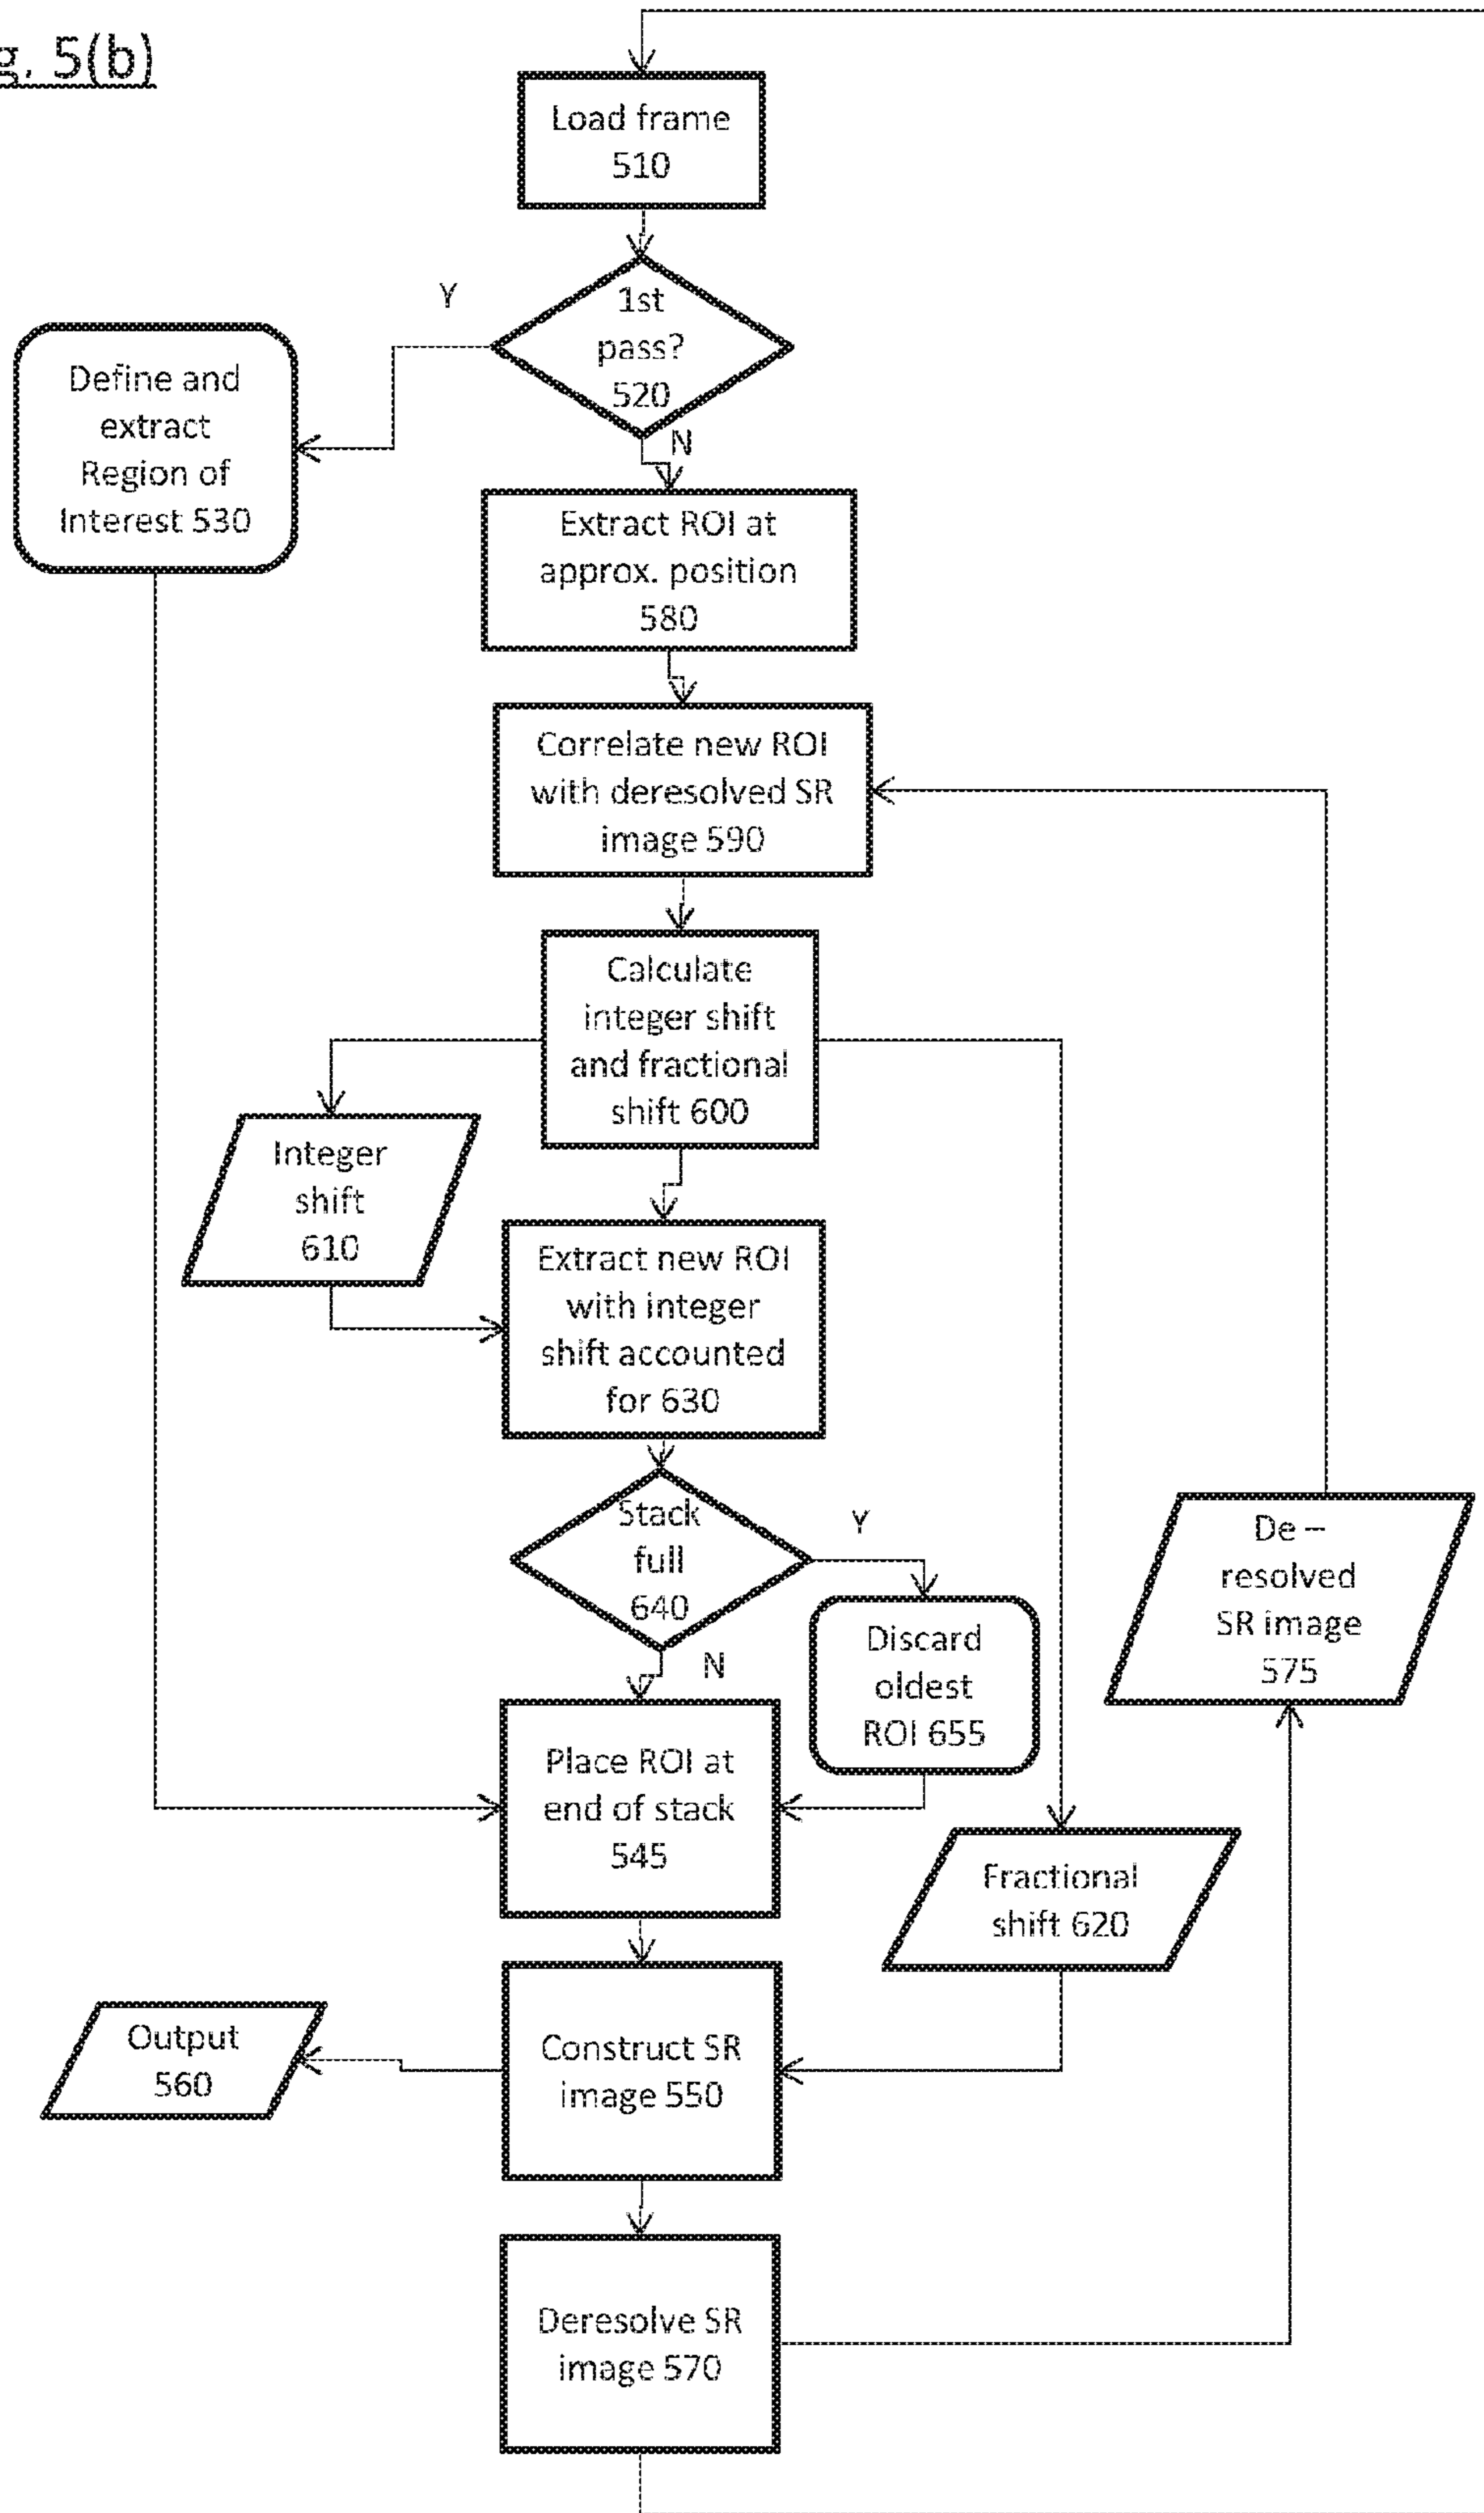 g. 5(b)
Load frame
510
1st
pass?
520
Y
N
Define and
extract
Region of
Interest 530
Extract ROI at
approx. position
580
Correlate new ROI
with deresolved SR
image 590
Calculate
integer shift
and fractional
shift 600
Integer
shift
610
Extract new ROI
with integer
shift accounted
for 630
Stack
full
640
Y
N
Discard
oldest
ROI 655
De –
resolved
SR image
575
Place ROI at
end of stack
545
Fractional
shift 620
Output
560
Construct SR
image 550
Deresolve SR
image 570